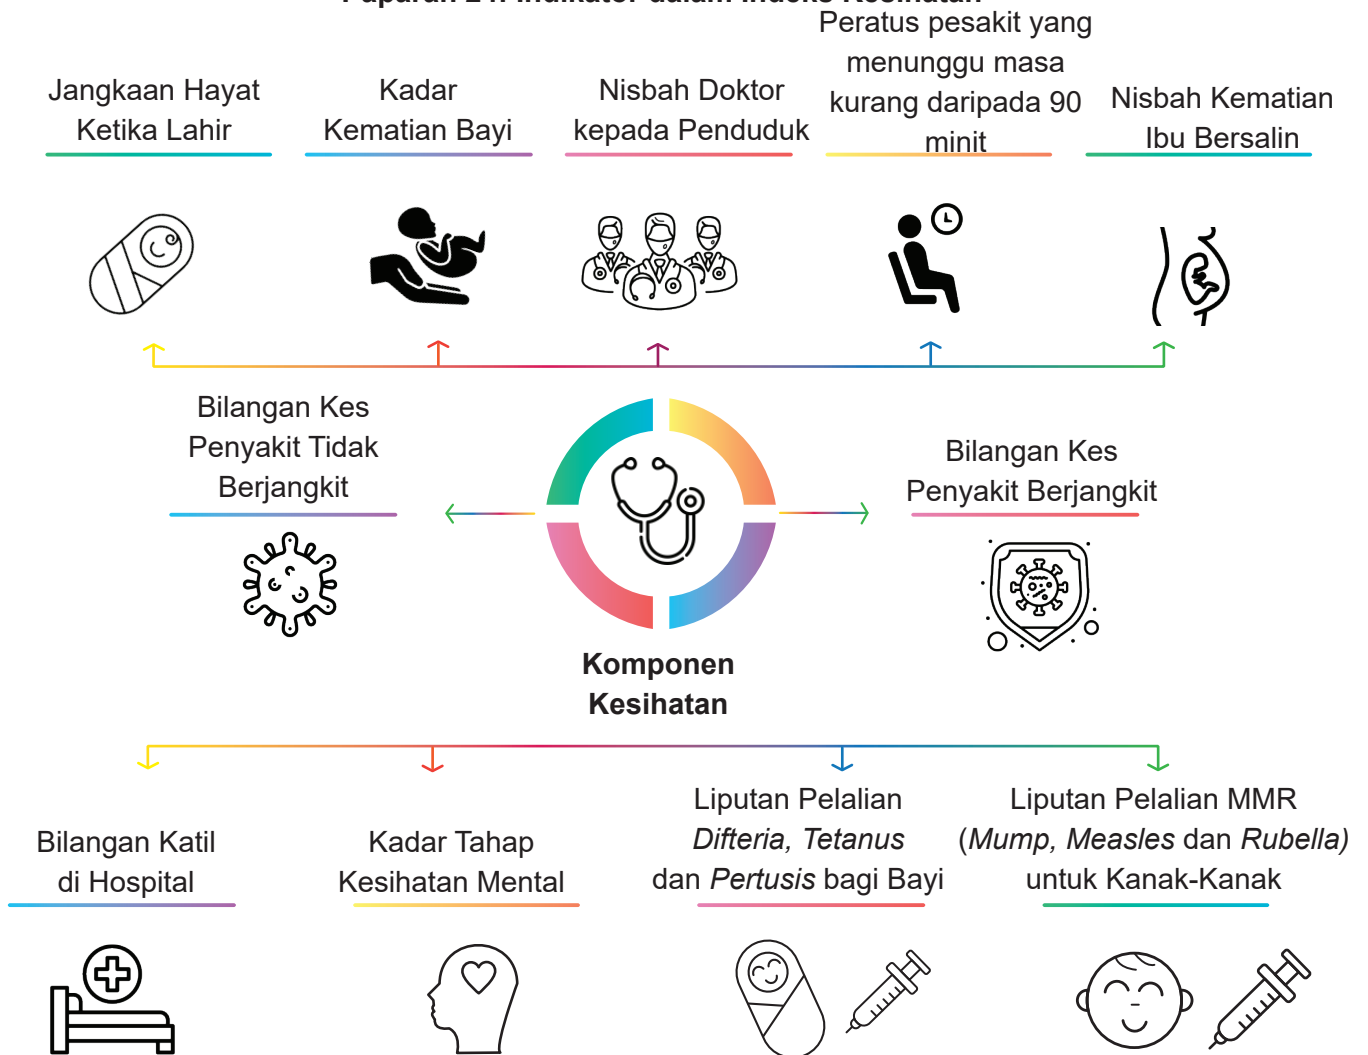 Jangkaan Hayat
Ketika Lahir
Kadar
Kematian Bayi
Nisbah Doktor
kepada Penduduk
Peratus pesakit yang
menunggu masa
kurang daripada 90
minit
Nisbah Kematian
Ibu Bersalin
Bilangan Kes
Penyakit Tidak
Berjangkit
Bilangan Kes
Penyakit Berjangkit
Komponen
Kesihatan
Bilangan Katil
di Hospital
Kadar Tahap
Kesihatan Mental
Liputan Pelalian
Difteria, Tetanus
dan Pertusis bagi Bayi
Liputan Pelalian MMR
(Mump, Measles dan Rubella)
untuk Kanak-Kanak